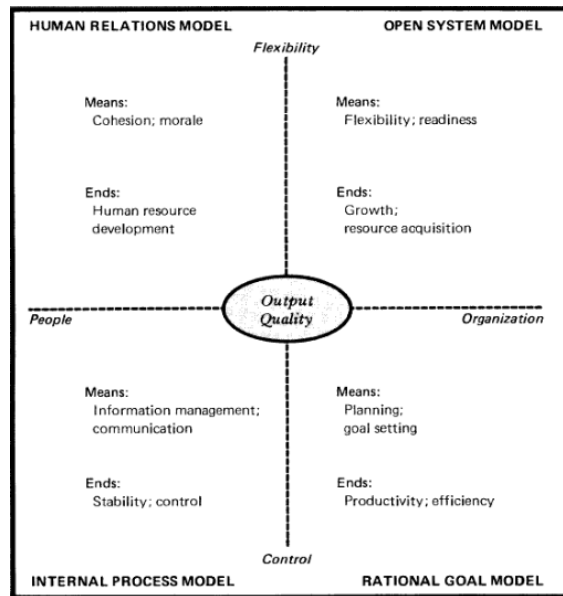 HUMAN RELATIONS MODEL
OPEN SYSTEM MODEL
Flexibility
Means:
Cohesion; morale
Means:
Flexibility; readiness
Ends:
Human resource
development
Ends:
Growth;
resource acquisition
Output
Quality
People
Organization
Means:
Information management;
communication
Means:
Planning;
goal setting
Ends:
Stability; control
Ends:
Productivity; efficiency
Control
INTERNAL PROCESS MODEL
RATIONAL GOAL MODEL